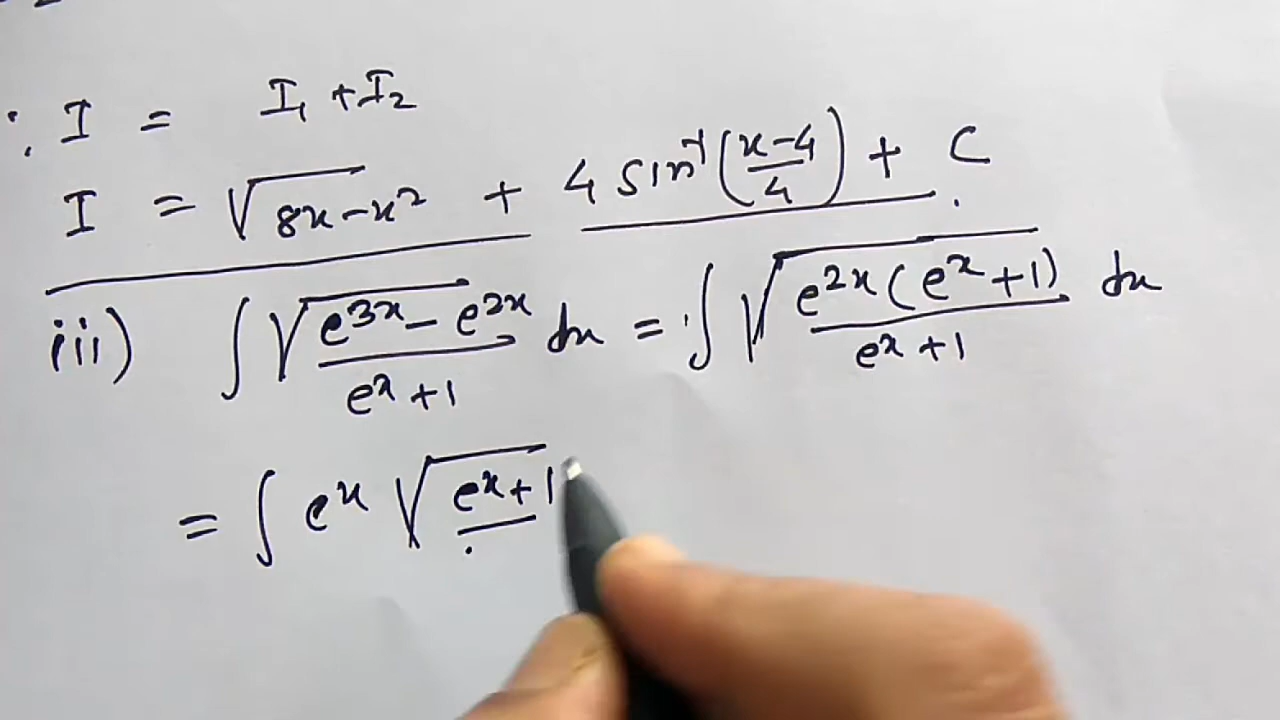 ∴ I = I₁ + I₂
I = √(8x-x²) + 4 sin⁻¹((x-4)/4) + C.
iii) ∫ √((e³ˣ - e²ˣ)/(eˣ+1)) dx = ∫ √((e²ˣ(eˣ+1))/(eˣ+1)) dx
= ∫ eˣ √(eˣ+1